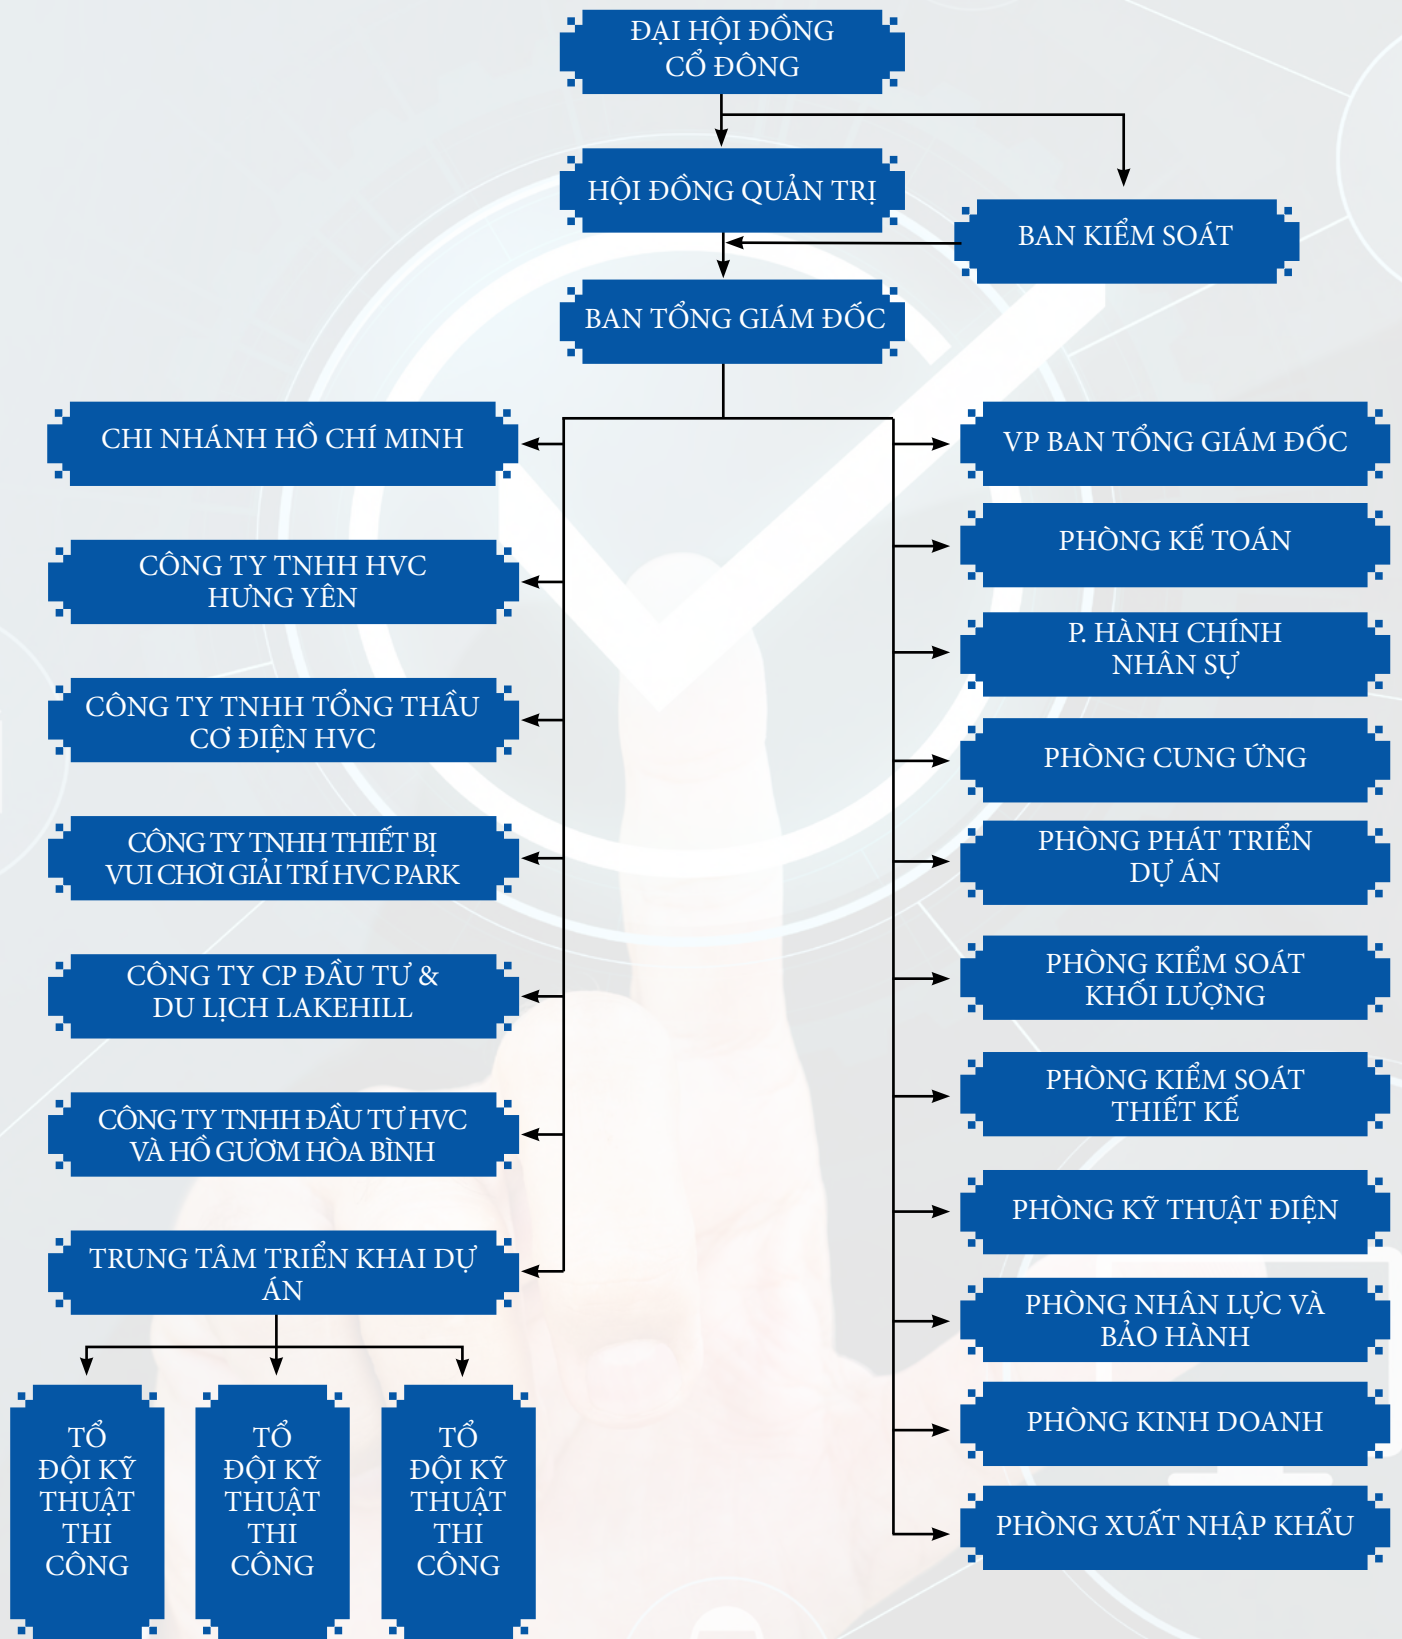 ĐẠI HỘI ĐỒNG
CỔ ĐÔNG
HỘI ĐỒNG QUẢN TRỊ
BAN KIỂM SOÁT
BAN TỔNG GIÁM ĐỐC
CHI NHÁNH HỒ CHÍ MINH
CÔNG TY TNHH HVC
HƯNG YÊN
CÔNG TY TNHH TỔNG THẦU
CƠ ĐIỆN HVC
CÔNG TY TNHH THIẾT BỊ
VUI CHƠI GIẢI TRÍ HVC PARK
CÔNG TY CP ĐẦU TƯ &
DU LỊCH LAKEHILL
CÔNG TY TNHH ĐẦU TƯ HVC
VÀ HỒ GƯƠM HÒA BÌNH
TRUNG TÂM TRIỂN KHAI DỰ
ÁN
TỔ
ĐỘI KỸ
THUẬT
THI
CÔNG
TỔ
ĐỘI KỸ
THUẬT
THI
CÔNG
TỔ
ĐỘI KỸ
THUẬT
THI
CÔNG
VP BAN TỔNG GIÁM ĐỐC
PHÒNG KẾ TOÁN
P. HÀNH CHÍNH
NHÂN SỰ
PHÒNG CUNG ỨNG
PHÒNG PHÁT TRIỂN
DỰ ÁN
PHÒNG KIỂM SOÁT
KHỐI LƯỢNG
PHÒNG KIỂM SOÁT
THIẾT KẾ
PHÒNG KỸ THUẬT ĐIỆN
PHÒNG NHÂN LỰC VÀ
BẢO HÀNH
PHÒNG KINH DOANH
PHÒNG XUẤT NHẬP KHẨU